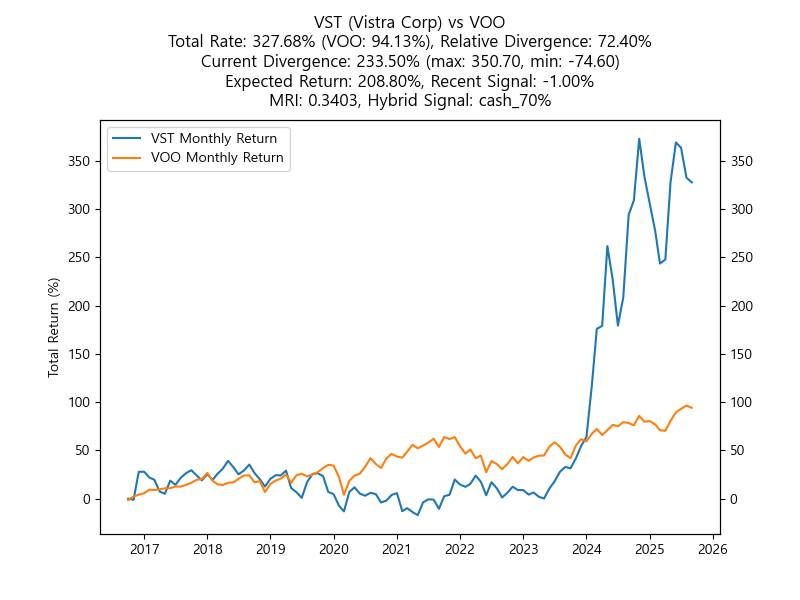 VST (Vistra Corp) vs VOO
Total Rate: 327.68% (VOO: 94.13%), Relative Divergence: 72.40%
Current Divergence: 233.50% (max: 350.70, min: -74.60)
Expected Return: 208.80%, Recent Signal: -1.00%
MRI: 0.3403, Hybrid Signal: cash_70%
VST Monthly Return
VOO Monthly Return
Total Return (%)
350
300
250
200
150
100
50
0
350
300
250
200
150
100
50
0
2017 2018 2019 2020 2021 2022 2023 2024 2025 2026